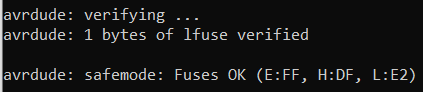 avrdude: verifying ...
avrdude: 1 bytes of lfuse verified
avrdude: safemode: Fuses OK (E:FF, H:DF, L:E2)